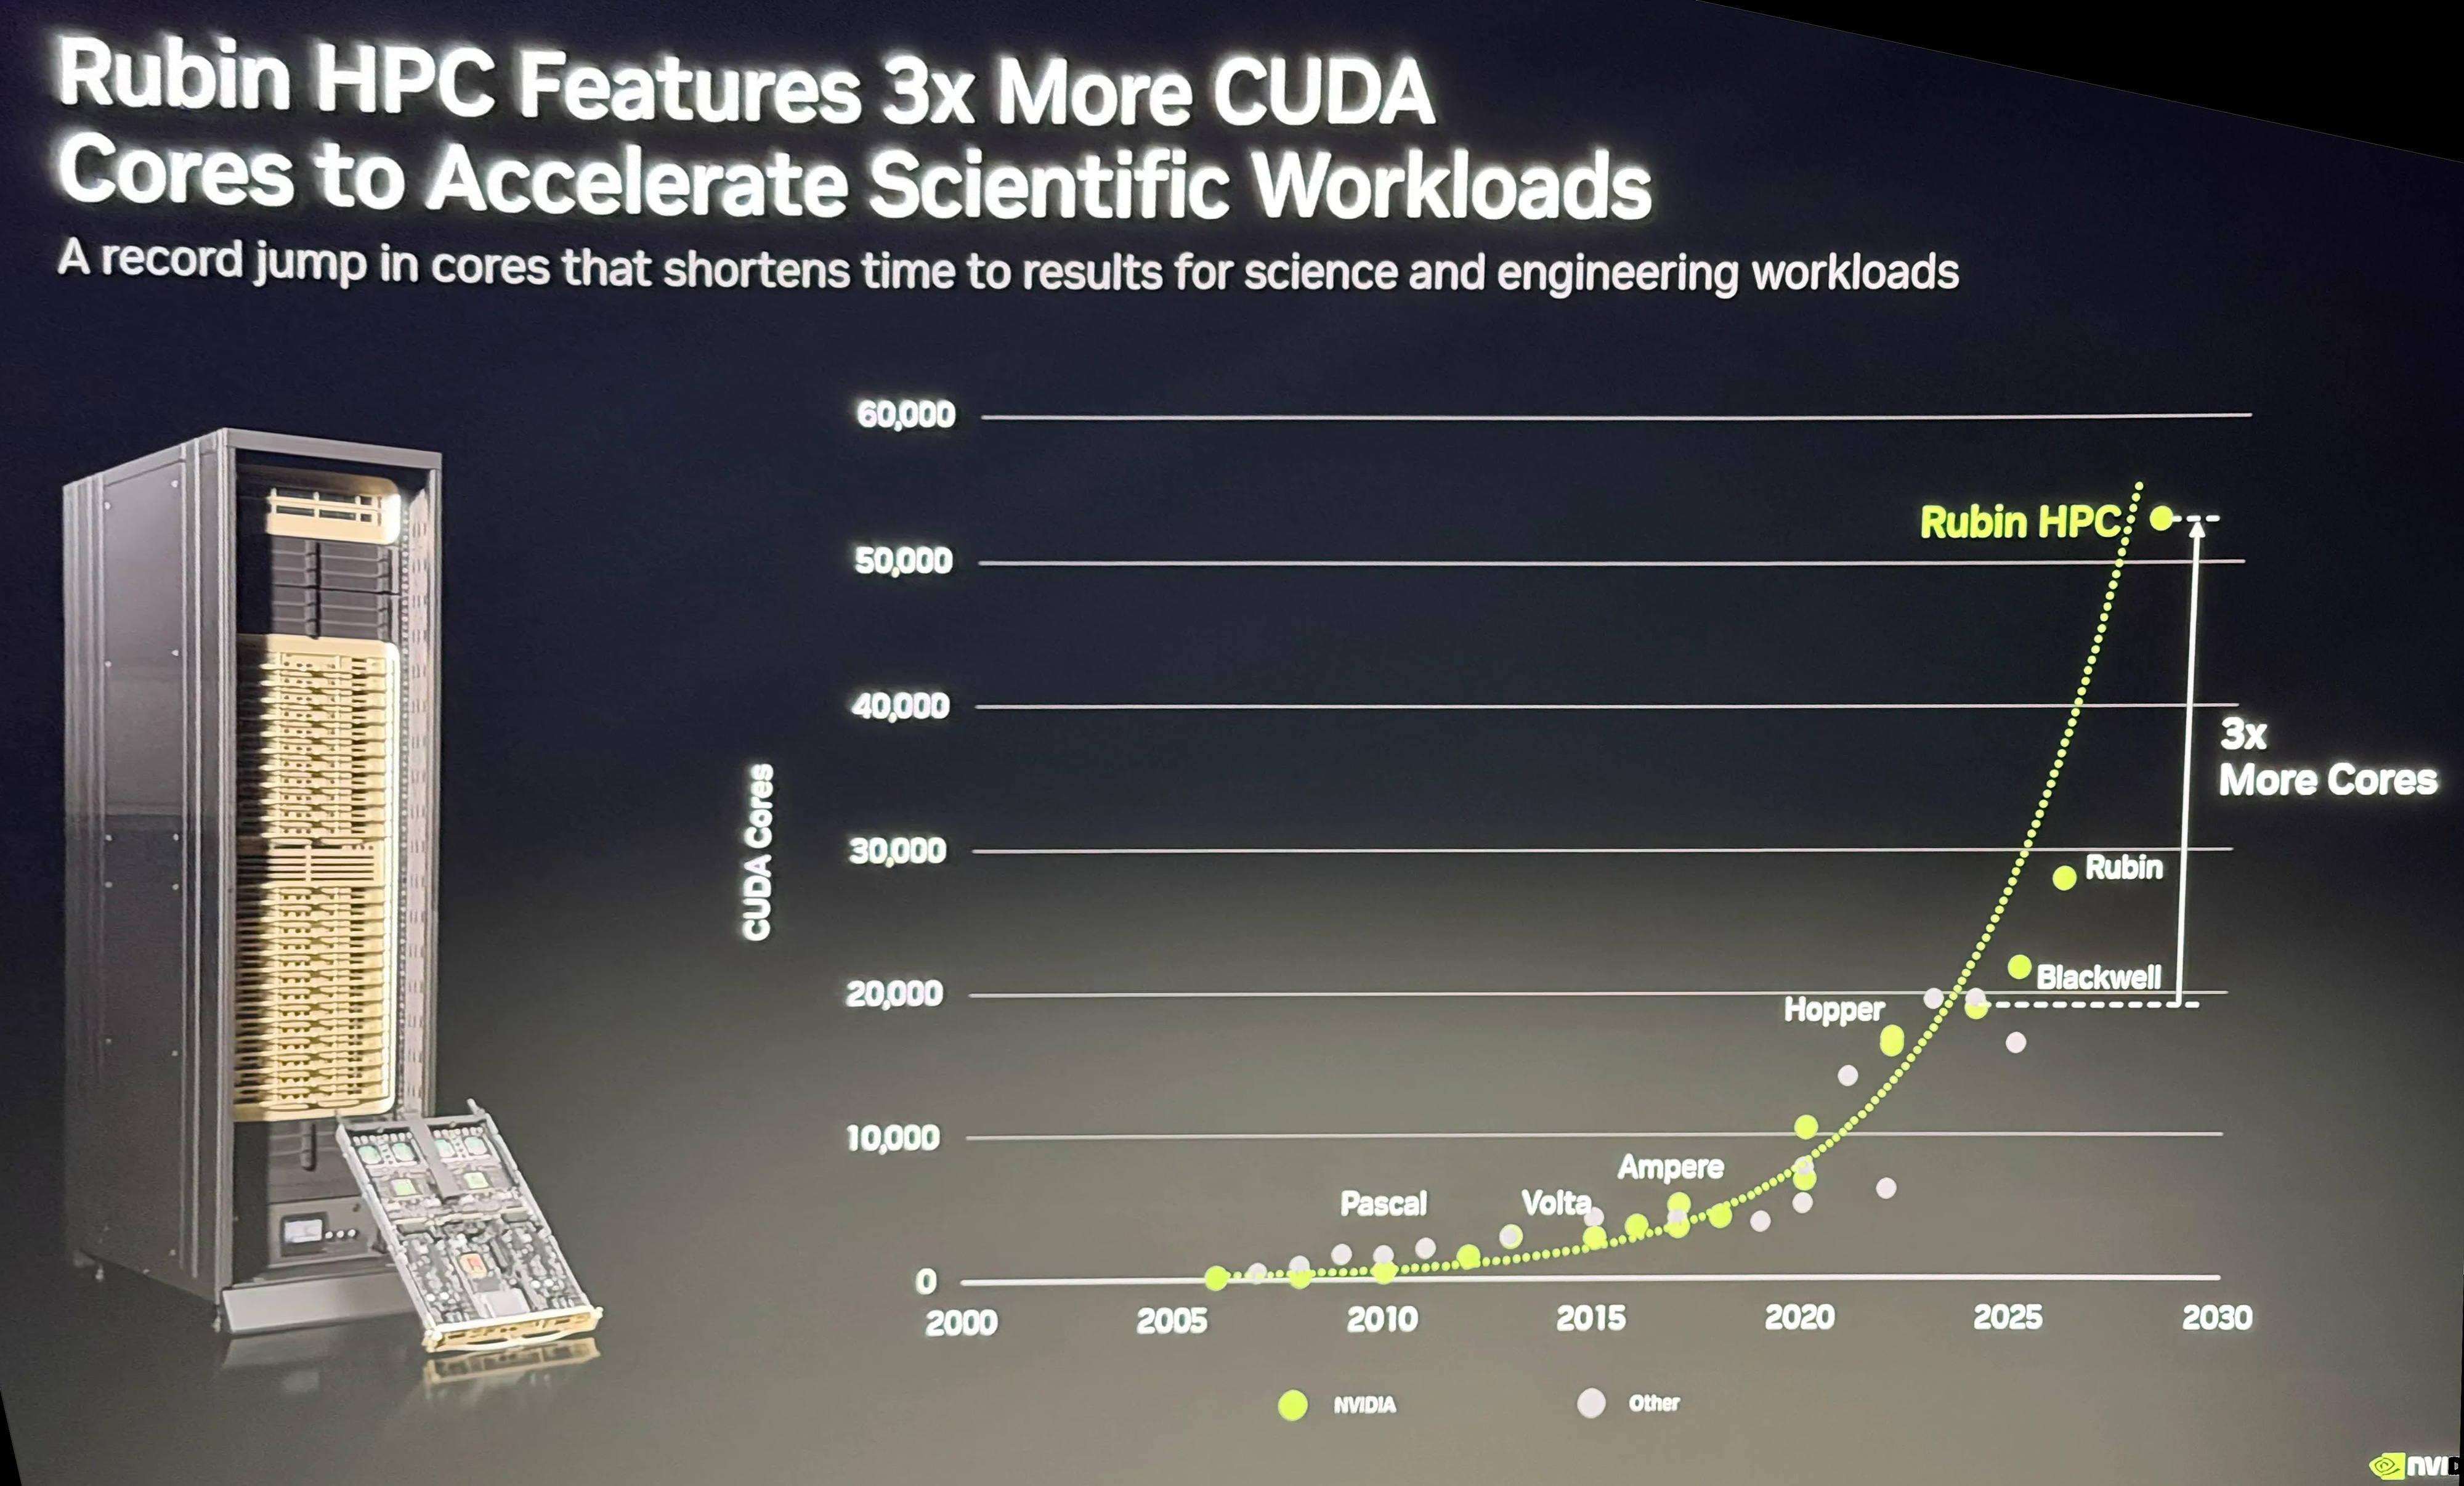 Rubin HPC Features 3x More CUDA
Cores to Accelerate Scientific Workloads
A record jump in cores that shortens time to results for science and engineering workloads
60,000
50,000
40,000
30,000
20,000
10,000
0
CUDA Cores
Rubin HPC
3x
More Cores
Rubin
Blackwell
Hopper
Ampere
Volta
Pascal
2000
2005
2010
2015
2020
2025
2030
NVIDIA
Other